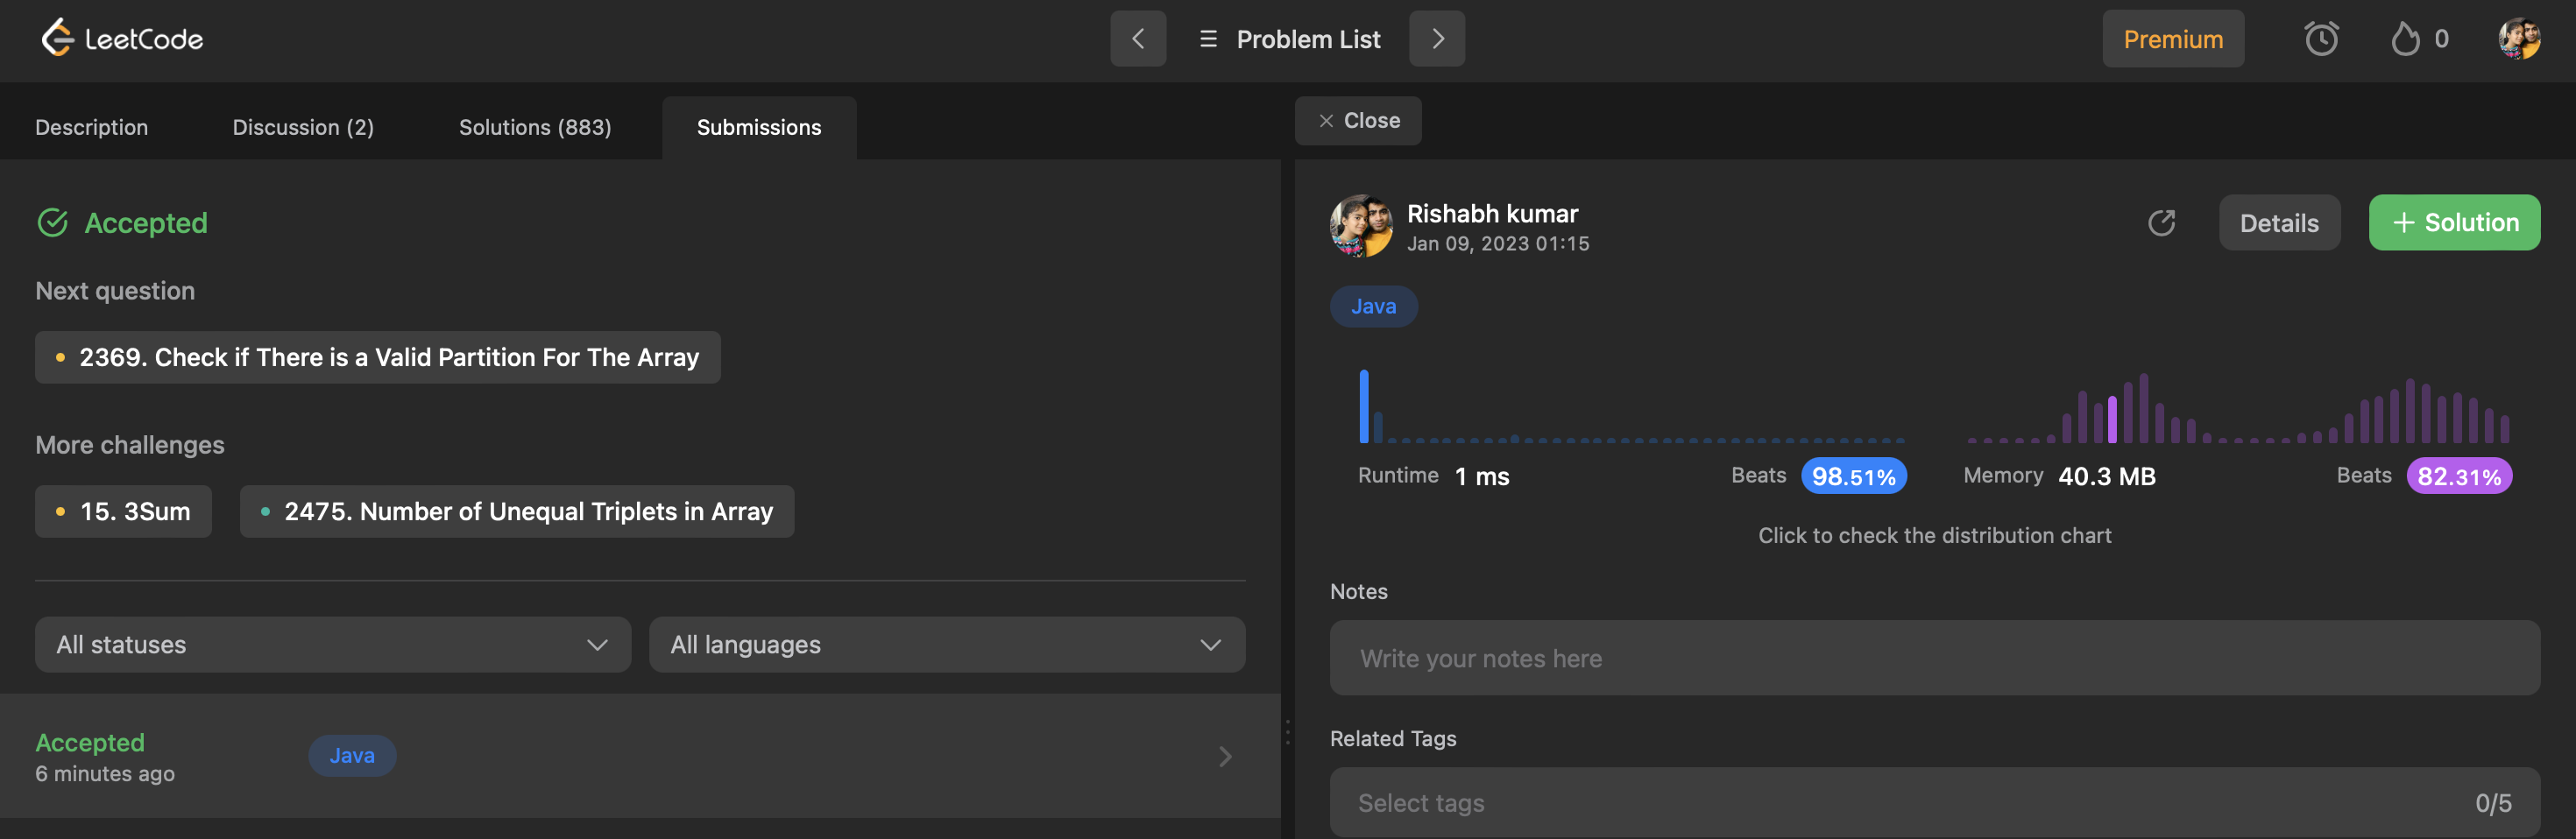 LeetCode
Problem List
Premium
0
Description
Discussion (2)
Solutions (883)
Submissions
Close
Accepted
Next question
2369. Check if There is a Valid Partition For The Array
More challenges
15. 3Sum
2475. Number of Unequal Triplets in Array
All statuses
All languages
Accepted
6 minutes ago
Java
Rishabh kumar
Jan 09, 2023 01:15
Details
+ Solution
Java
Runtime 1 ms
Beats 98.51%
Memory 40.3 MB
Beats 82.31%
Click to check the distribution chart
Notes
Write your notes here
Related Tags
Select tags
0/5